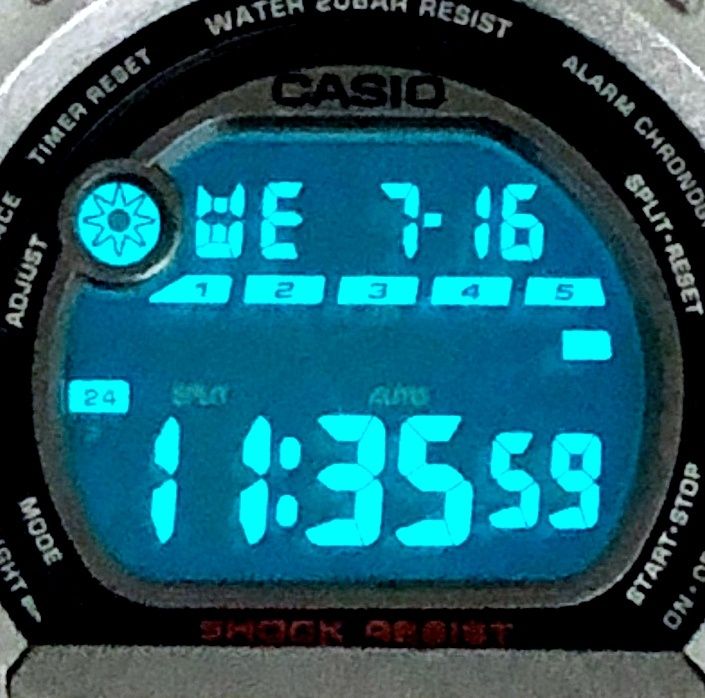 WATER 20BAR RESIST
TIMER RESET
ALARM CHRONO
ADJUST
SPLIT·RESET
CASIO
WE 7-16
1 2 3 4 5
24
SPLIT AUTO
11:35 59
MODE
START·STOP
SHOCK RESIST